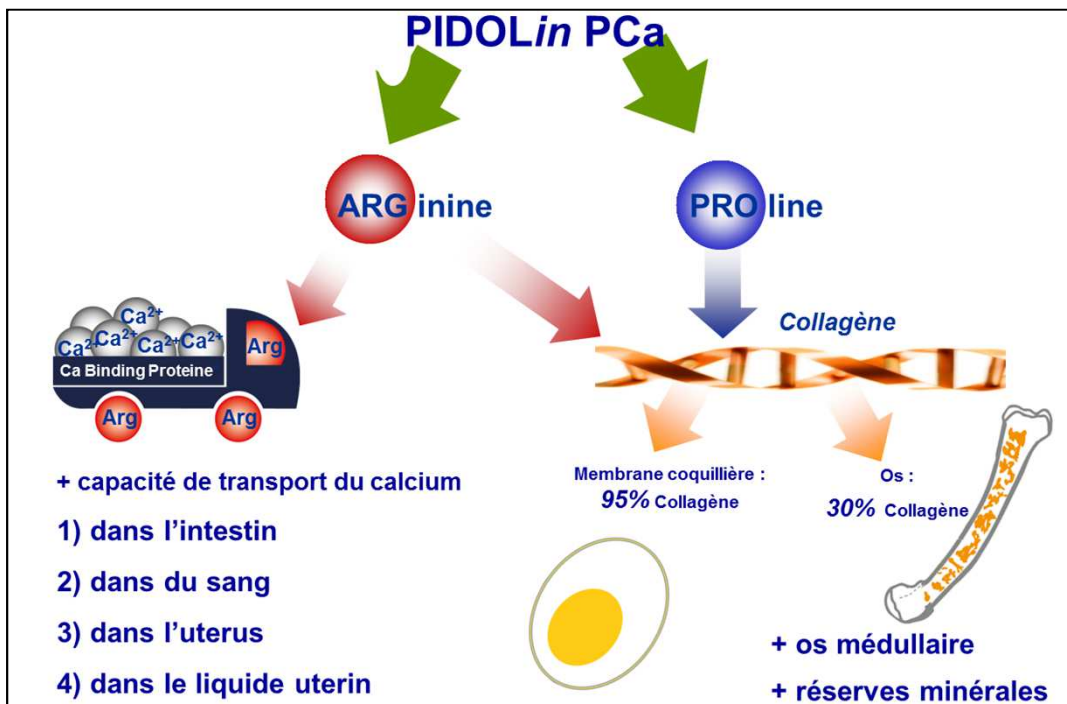 PIDOLin PCa
ARGinine
PROline
Collagène
Ca²⁺
Ca²⁺ Ca²⁺ Ca²⁺ Ca²⁺
Arg
Ca Binding Proteine
Arg Arg
+ capacité de transport du calcium
1) dans l’intestin
2) dans du sang
3) dans l’uterus
4) dans le liquide uterin
Membrane coquillière :
95% Collagène
Os :
30% Collagène
+ os médullaire
+ réserves minérales